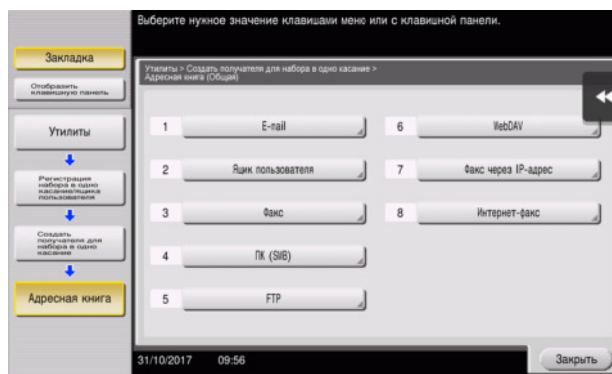 Выберите нужное значение клавишами меню или с клавишной панели.
Закладка
Отобразить
клавишную панель
Утилиты
Регистрация
набора в одно
касание/ящика
пользователя
Создать
получателя для
набора в одно
касание
Адресная книга
Утилиты > Создать получателя для набора в одно касание >
Адресная книга (Общая)
1 E-mail
2 Ящик пользователя
3 Факс
4 ПК (SMB)
5 FTP
6 WebDAV
7 Факс через IP-адрес
8 Интернет-факс
31/10/2017 09:56
Закрыть